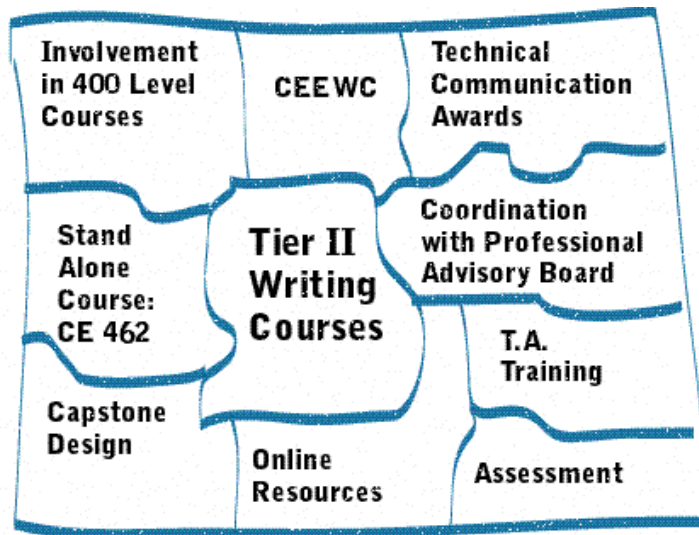 Involvement
in 400 Level
Courses
CEEWC
Technical
Communication
Awards
Stand
Alone
Course:
CE 462
Tier II
Writing
Courses
Coordination
with Professional
Advisory Board
T.A.
Training
Capstone
Design
Online
Resources
Assessment